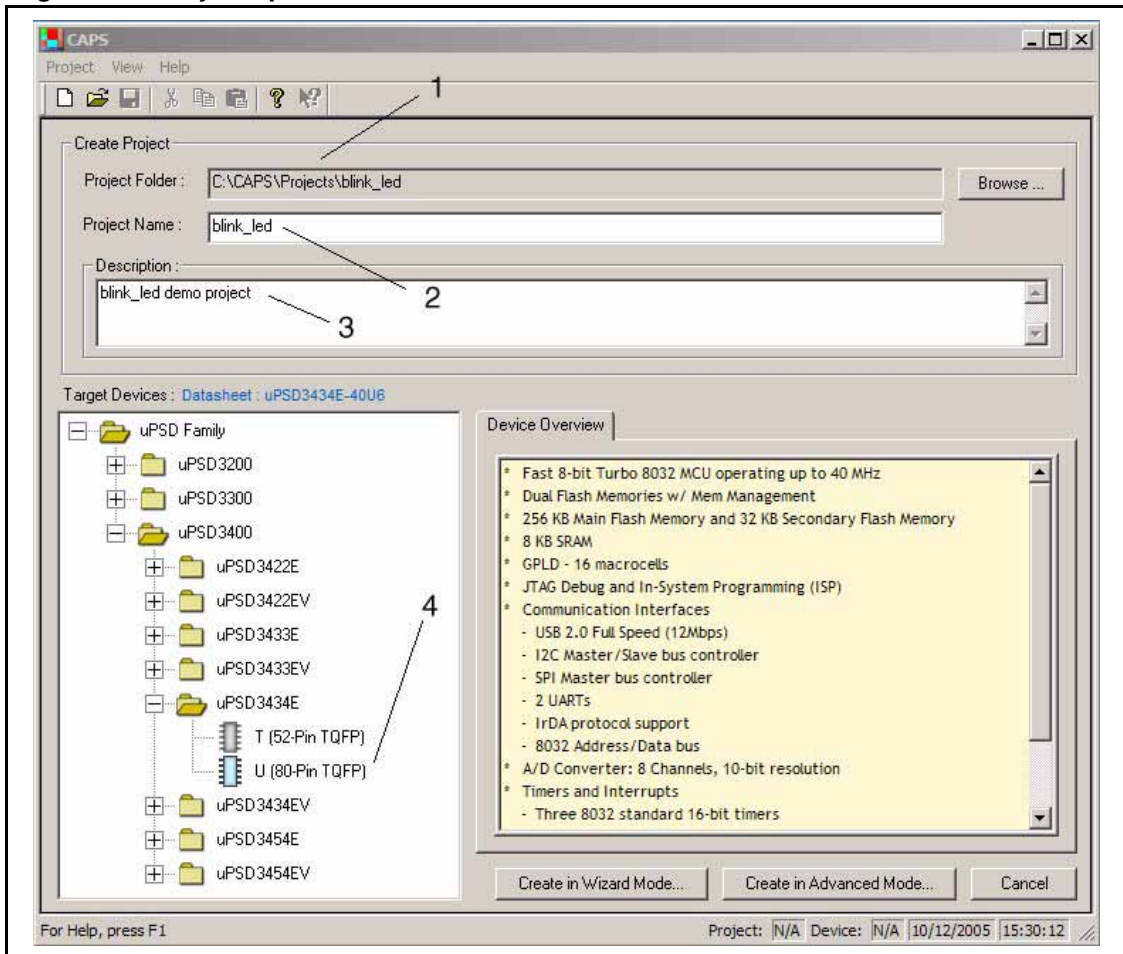 CAPS
Project View Help
1
Create Project
Project Folder : C:\CAPS\Projects\blink_led Browse ...
Project Name : blink_led
Description :
blink_led demo project
2
3
Target Devices : Datasheet : uPSD3434E-40U6
uPSD Family
uPSD3200
uPSD3300
uPSD3400
uPSD3422E
uPSD3422EV
uPSD3433E
uPSD3433EV
uPSD3434E
T (52-Pin TQFP)
U (80-Pin TQFP)
uPSD3434EV
uPSD3454E
uPSD3454EV
4
Device Overview
* Fast 8-bit Turbo 8032 MCU operating up to 40 MHz
* Dual Flash Memories w/ Mem Management
* 256 KB Main Flash Memory and 32 KB Secondary Flash Memory
* 8 KB SRAM
* GPLD - 16 macrocells
* JTAG Debug and In-System Programming (ISP)
* Communication Interfaces
- USB 2.0 Full Speed (12Mbps)
- I2C Master/Slave bus controller
- SPI Master bus controller
- 2 UARTs
- IrDA protocol support
- 8032 Address/Data bus
* A/D Converter: 8 Channels, 10-bit resolution
* Timers and Interrupts
- Three 8032 standard 16-bit timers
Create in Wizard Mode... Create in Advanced Mode... Cancel
For Help, press F1 Project: N/A Device: N/A 10/12/2005 15:30:12